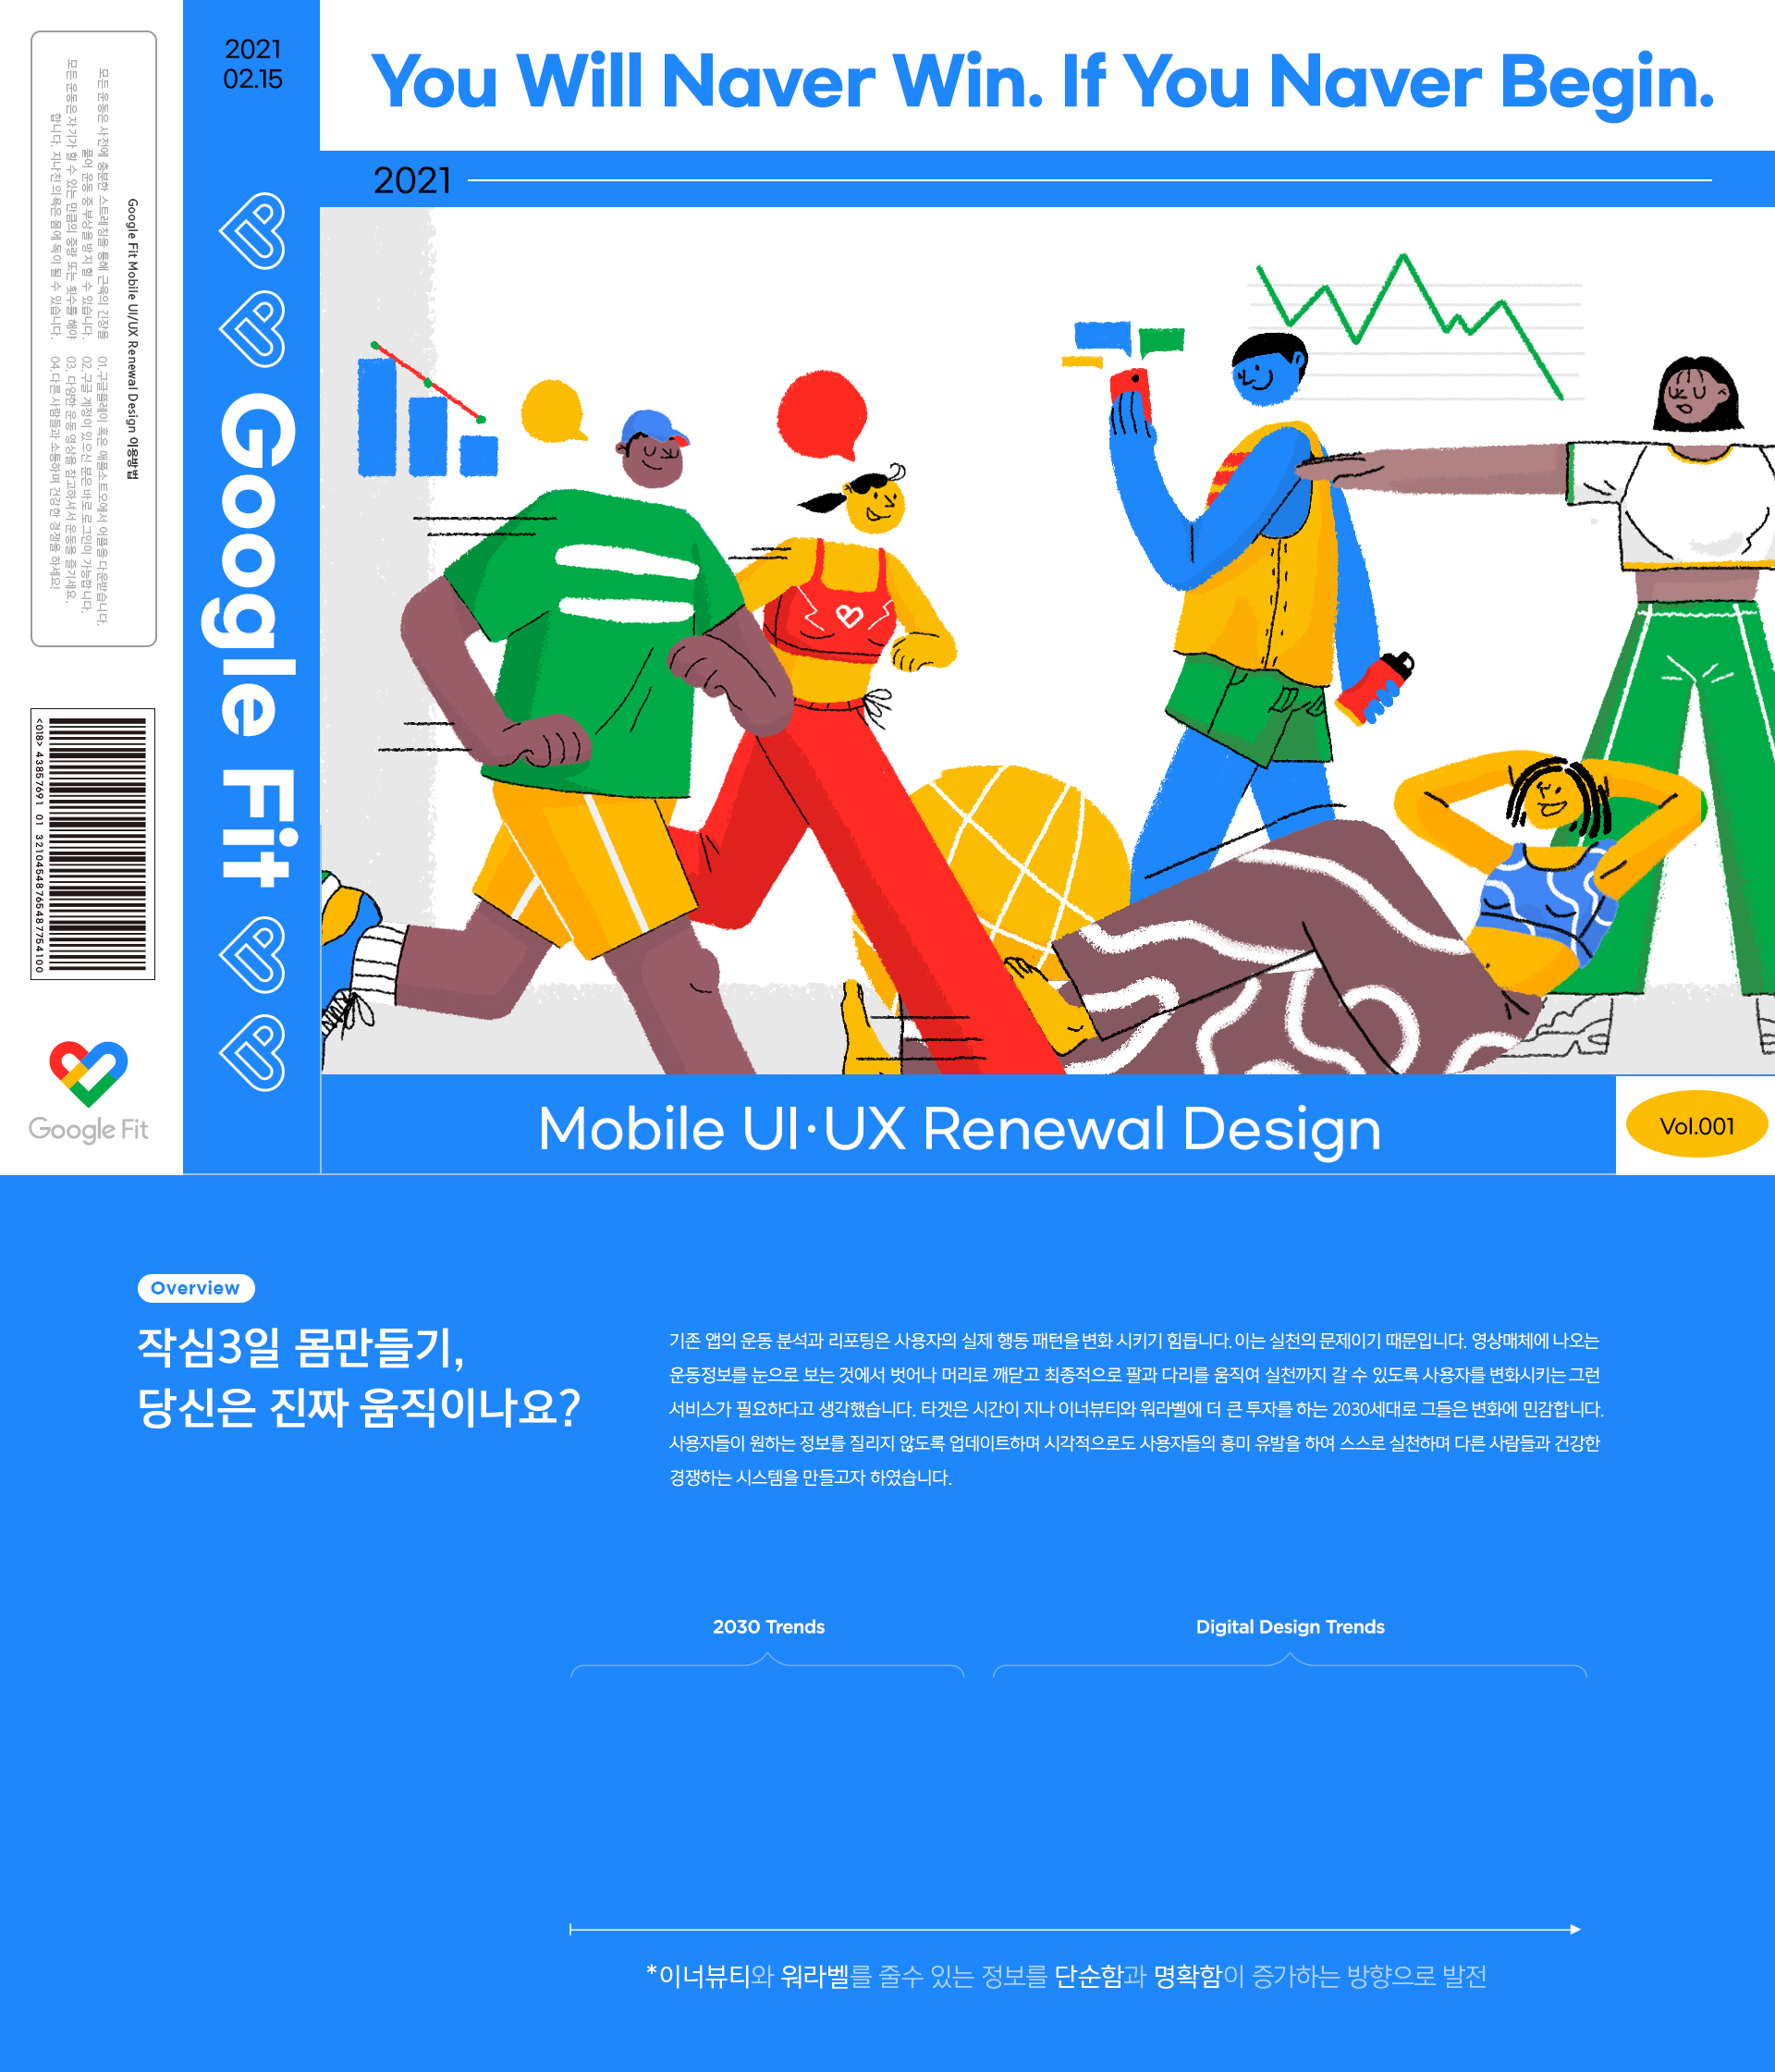 2021
02.15
You Will Naver Win. If You Naver Begin.
2021
Google Fit Mobile UI/UX Renewal Design 이용방법
모든 운동은 사전에 충분한 스트레칭을 통해 근육의 긴장을
풀어 운동 중 부상을 방지 할 수 있습니다.
모든 운동은 자기가 할 수 있는 만큼의 중량 또는 횟수를 해야
합니다. 지나친 의욕은 몸에 독이 될 수 있습니다.
01.구글플레이 혹은 애플스토오에서 어플을 다운받습니다.
02.구글 계정이 있으신 분은 바로 로그인이 가능합니다.
03. 다양한 운동 영상을 참고하셔서 운동을 즐기세요.
04.다른 사람들과 소통하며 건강한 경쟁을 하세요!
<018> 43857691 01 32104548765487754100
Google Fit
Google Fit
Mobile UI·UX Renewal Design
Vol.001
Overview
작심3일 몸만들기,
당신은 진짜 움직이나요?
기존 앱의 운동 분석과 리포팅은 사용자의 실제 행동 패턴을 변화 시키기 힘듭니다. 이는 실천의 문제이기 때문입니다. 영상매체에 나오는
운동정보를 눈으로 보는 것에서 벗어나 머리로 깨닫고 최종적으로 팔과 다리를 움직여 실천까지 갈 수 있도록 사용자를 변화시키는 그런
서비스가 필요하다고 생각했습니다. 타겟은 시간이 지나 이너뷰티와 워라벨에 더 큰 투자를 하는 2030세대로 그들은 변화에 민감합니다.
사용자들이 원하는 정보를 질리지 않도록 업데이트하며 시각적으로도 사용자들의 흥미 유발을 하여 스스로 실천하며 다른 사람들과 건강한
경쟁하는 시스템을 만들고자 하였습니다.
2030 Trends
Digital Design Trends
*이너뷰티와 워라벨를 줄수 있는 정보를 단순함과 명확함이 증가하는 방향으로 발전